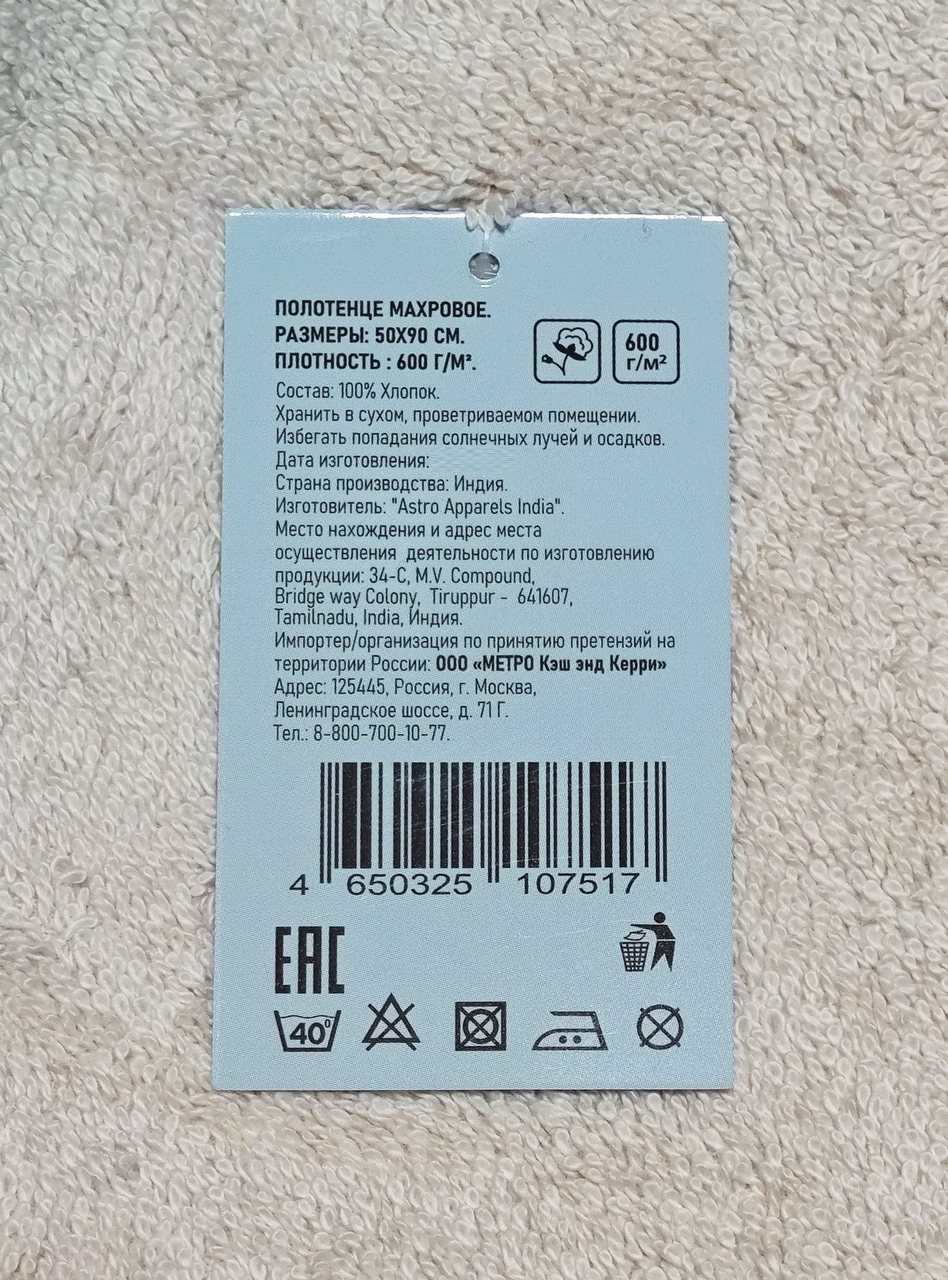 ПОЛОТЕНЦЕ МАХРОВОЕ.
РАЗМЕРЫ: 50Х90 СМ.
ПЛОТНОСТЬ : 600 Г/М².
600
г/м²
Состав: 100% Хлопок.
Хранить в сухом, проветриваемом помещении.
Избегать попадания солнечных лучей и осадков.
Дата изготовления:
Страна производства: Индия.
Изготовитель: "Astro Apparels India".
Место нахождения и адрес места
осуществления деятельности по изготовлению
продукции: 34-C, M.V. Compound,
Bridge way Colony, Tiruppur - 641607,
Tamilnadu, India, Индия.
Импортер/организация по принятию претензий на
территории России: ООО «МЕТРО Кэш энд Керри»
Адрес: 125445, Россия, г. Москва,
Ленинградское шоссе, д. 71 Г.
Тел.: 8-800-700-10-77.
4 650325 107517
EAC
40⁰